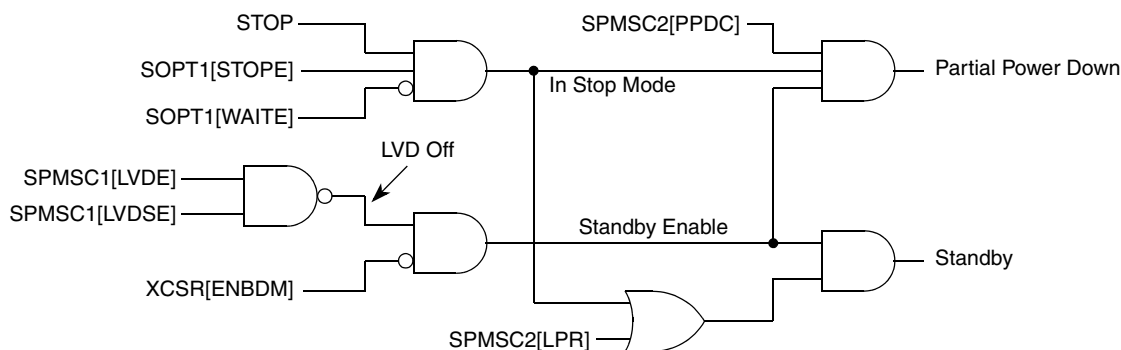 STOP
SPMSC2[PPDC]
SOPT1[STOPE]
Partial Power Down
In Stop Mode
SOPT1[WAITE]
LVD Off
SPMSC1[LVDE]
SPMSC1[LVDSE]
Standby Enable
Standby
XCSR[ENBDM]
SPMSC2[LPR]